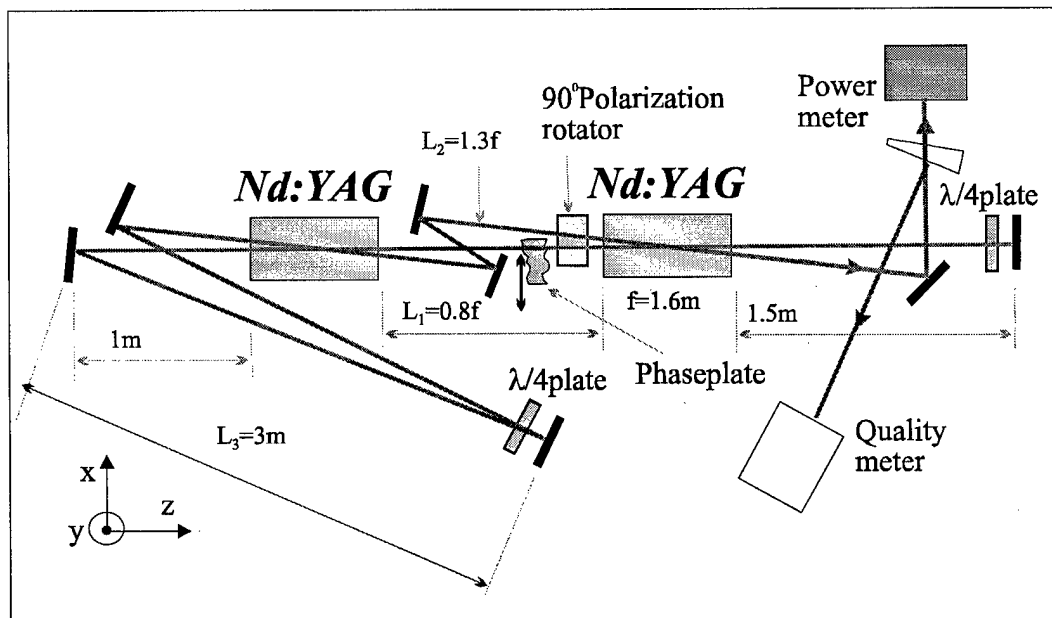 Power
meter
90°Polarization
rotator
L₂=1.3f
Nd:YAG
Nd:YAG
λ/4plate
L₁=0.8f
f=1.6m
1.5m
1m
Phaseplate
λ/4plate
L₃=3m
Quality
meter
x
y
z